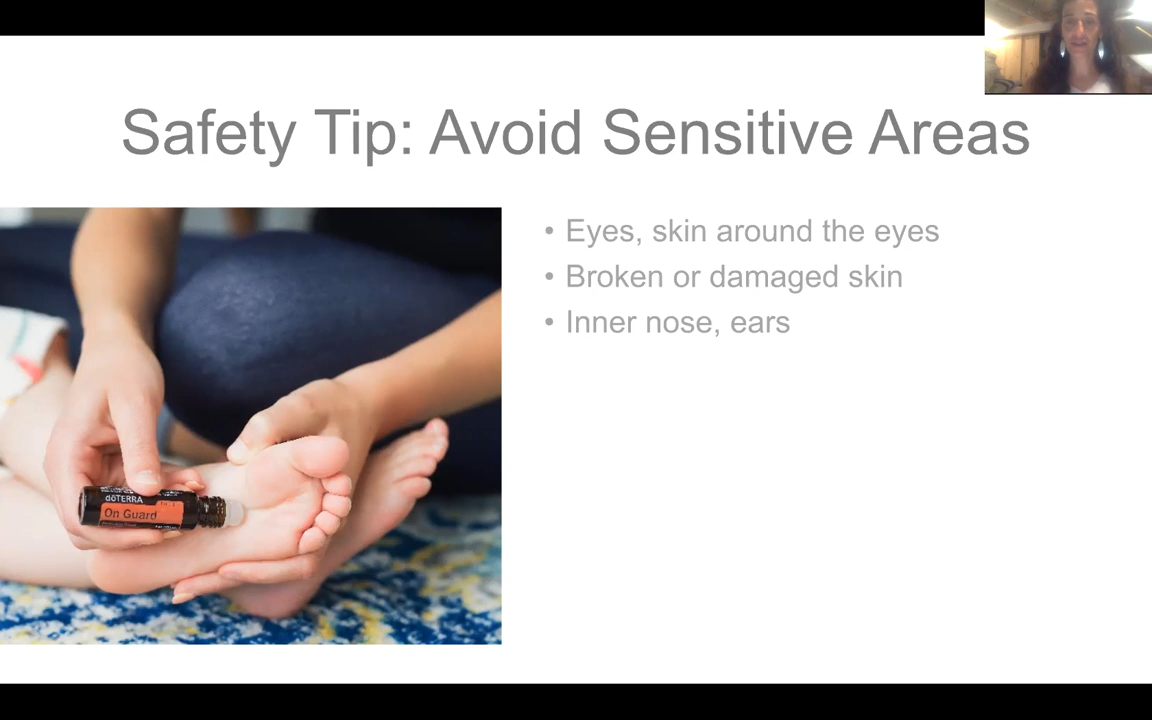 Safety Tip: Avoid Sensitive Areas
• Eyes, skin around the eyes
• Broken or damaged skin
• Inner nose, ears
dōTERRA
On Guard